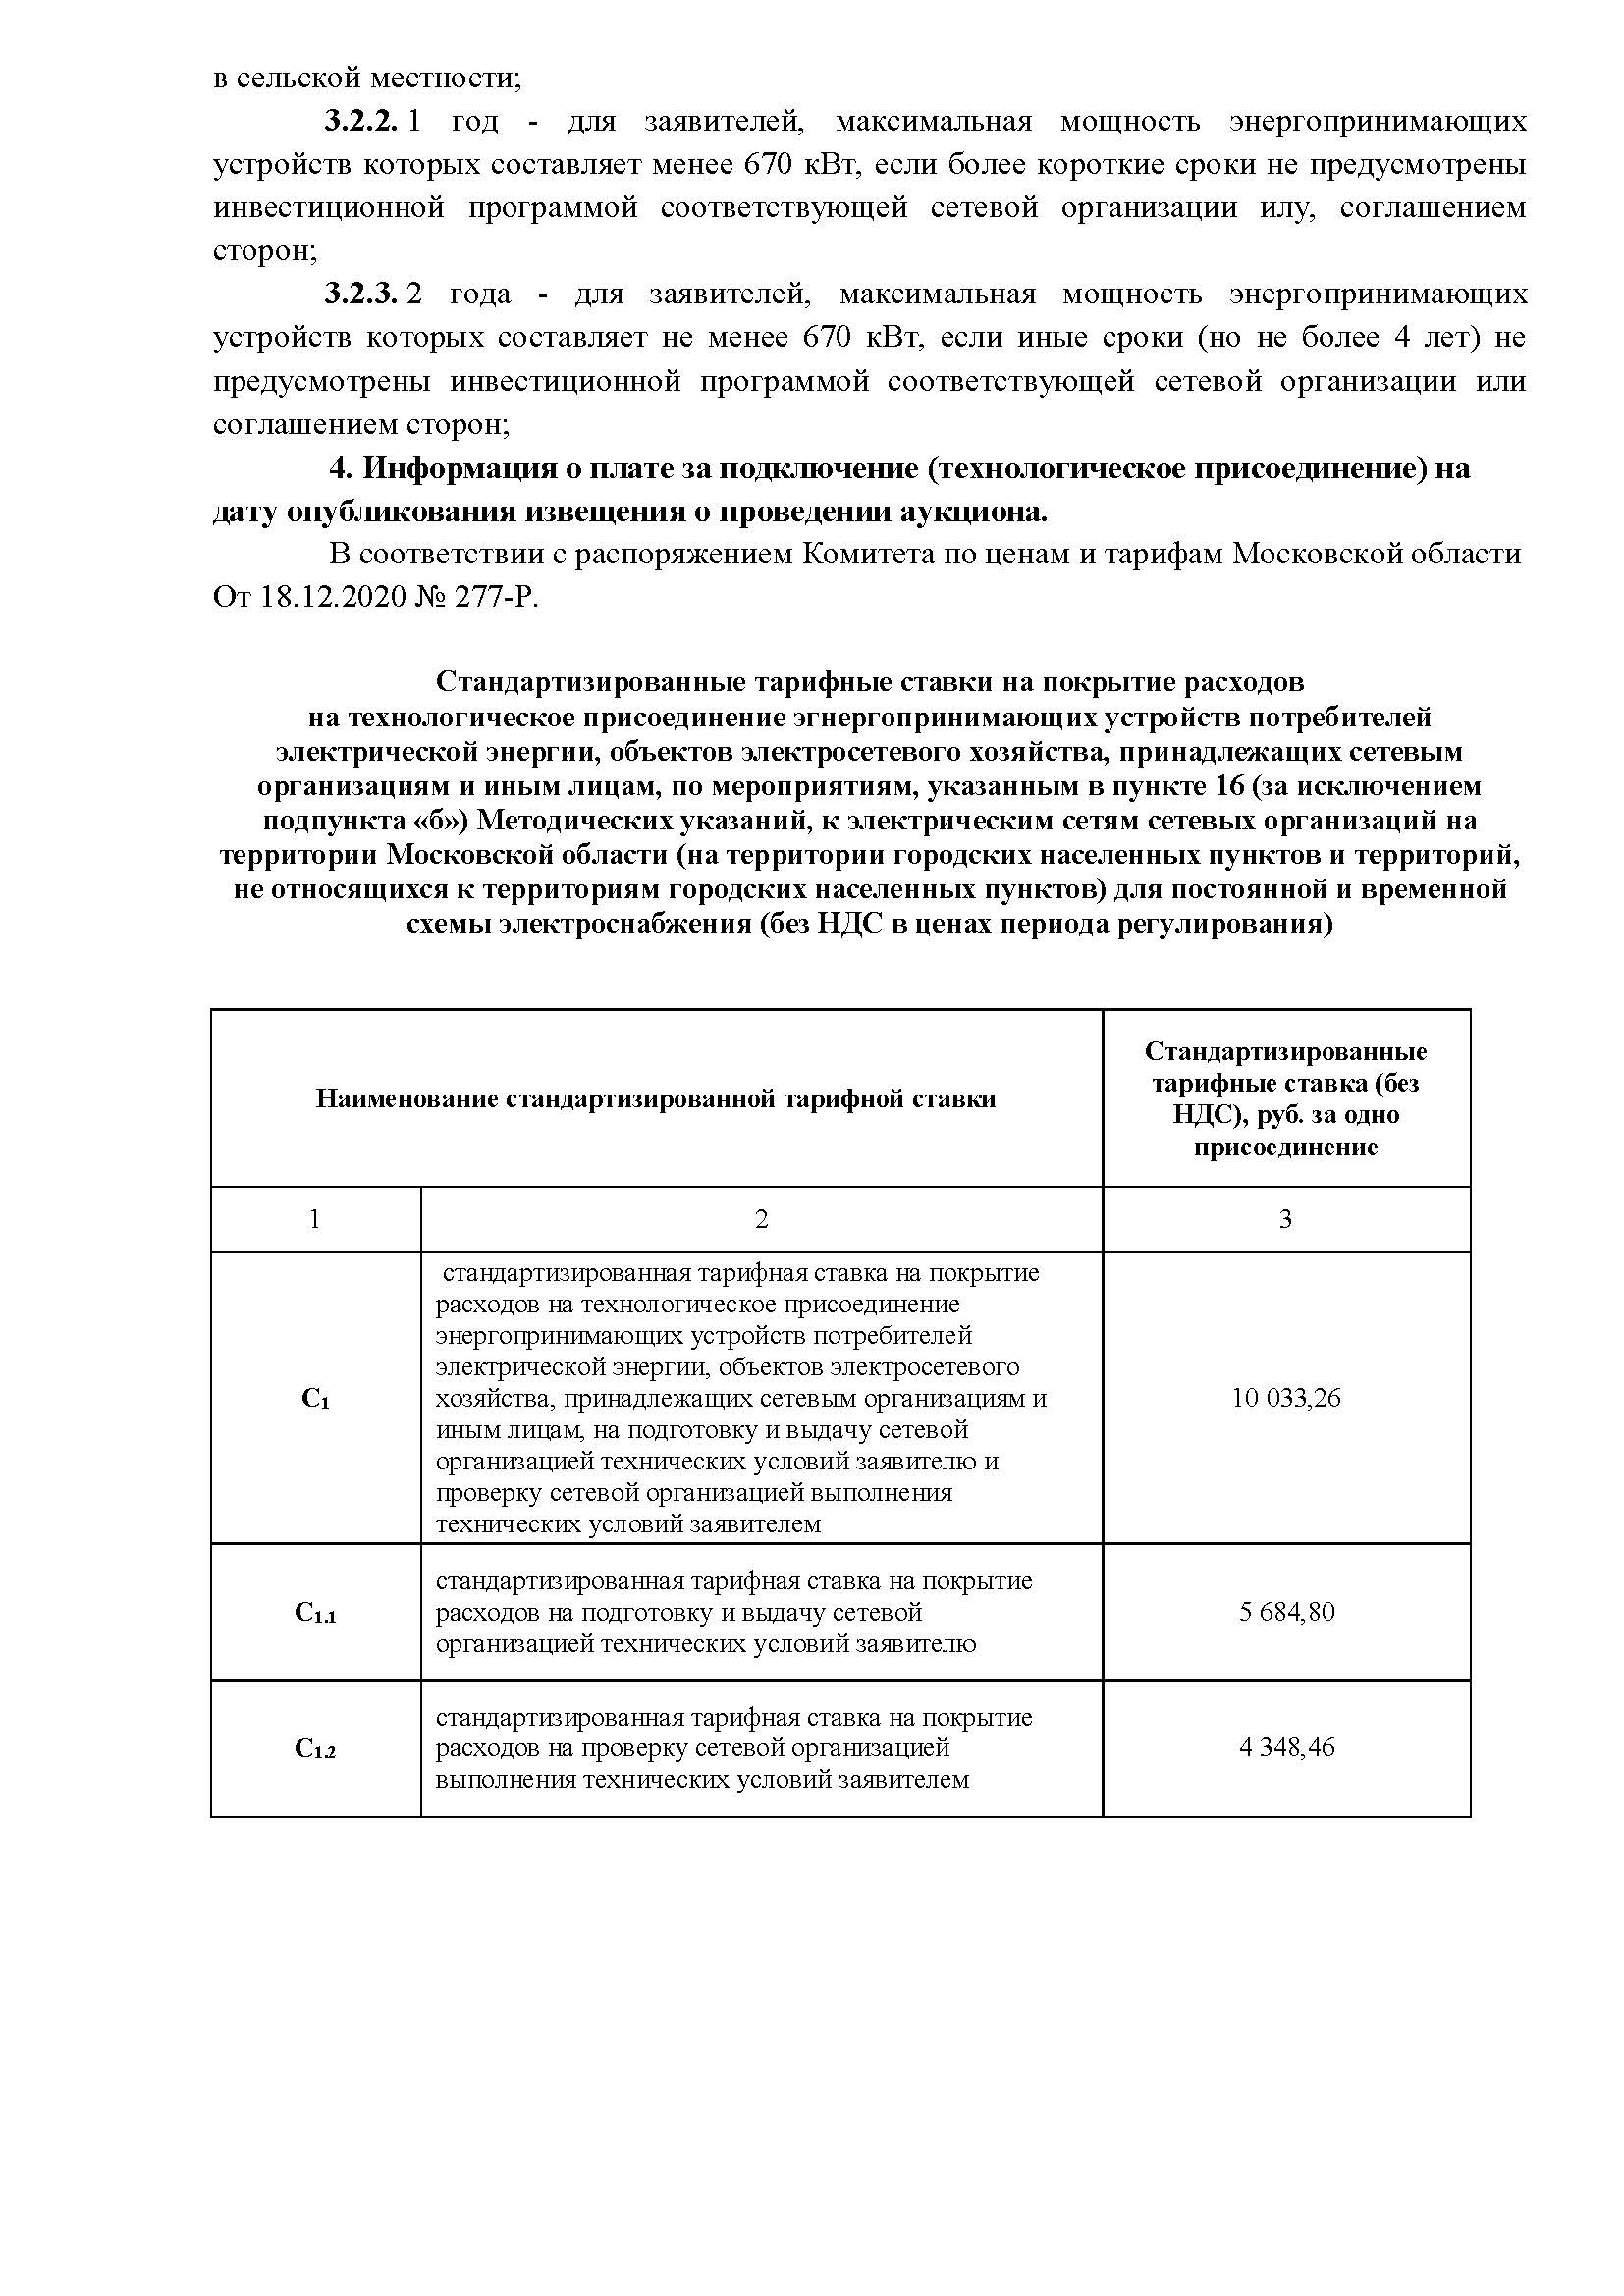 в сельской местности;
3.2.2. 1 год - для заявителей, максимальная мощность энергопринимающих
устройств которых составляет менее 670 кВт, если более короткие сроки не предусмотрены
инвестиционной программой соответствующей сетевой организации илу, соглашением
сторон;
3.2.3. 2 года - для заявителей, максимальная мощность энергопринимающих
устройств которых составляет не менее 670 кВт, если иные сроки (но не более 4 лет) не
предусмотрены инвестиционной программой соответствующей сетевой организации или
соглашением сторон;
4. Информация о плате за подключение (технологическое присоединение) на
дату опубликования извещения о проведении аукциона.
В соответствии с распоряжением Комитета по ценам и тарифам Московской области
От 18.12.2020 № 277-Р.
Стандартизированные тарифные ставки на покрытие расходов
на технологическое присоединение эгнергопринимающих устройств потребителей
электрической энергии, объектов электросетевого хозяйства, принадлежащих сетевым
организациям и иным лицам, по мероприятиям, указанным в пункте 16 (за исключением
подпункта «б») Методических указаний, к электрическим сетям сетевых организаций на
территории Московской области (на территории городских населенных пунктов и территорий,
не относящихся к территориям городских населенных пунктов) для постоянной и временной
схемы электроснабжения (без НДС в ценах периода регулирования)
Наименование стандартизированной тарифной ставки
Стандартизированные
тарифные ставка (без
НДС), руб. за одно
присоединение
1
2
3
С₁
стандартизированная тарифная ставка на покрытие
расходов на технологическое присоединение
энергопринимающих устройств потребителей
электрической энергии, объектов электросетевого
хозяйства, принадлежащих сетевым организациям и
иным лицам, на подготовку и выдачу сетевой
организацией технических условий заявителю и
проверку сетевой организацией выполнения
технических условий заявителем
10 033,26
С₁.₁
стандартизированная тарифная ставка на покрытие
расходов на подготовку и выдачу сетевой
организацией технических условий заявителю
5 684,80
С₁.₂
стандартизированная тарифная ставка на покрытие
расходов на проверку сетевой организацией
выполнения технических условий заявителем
4 348,46